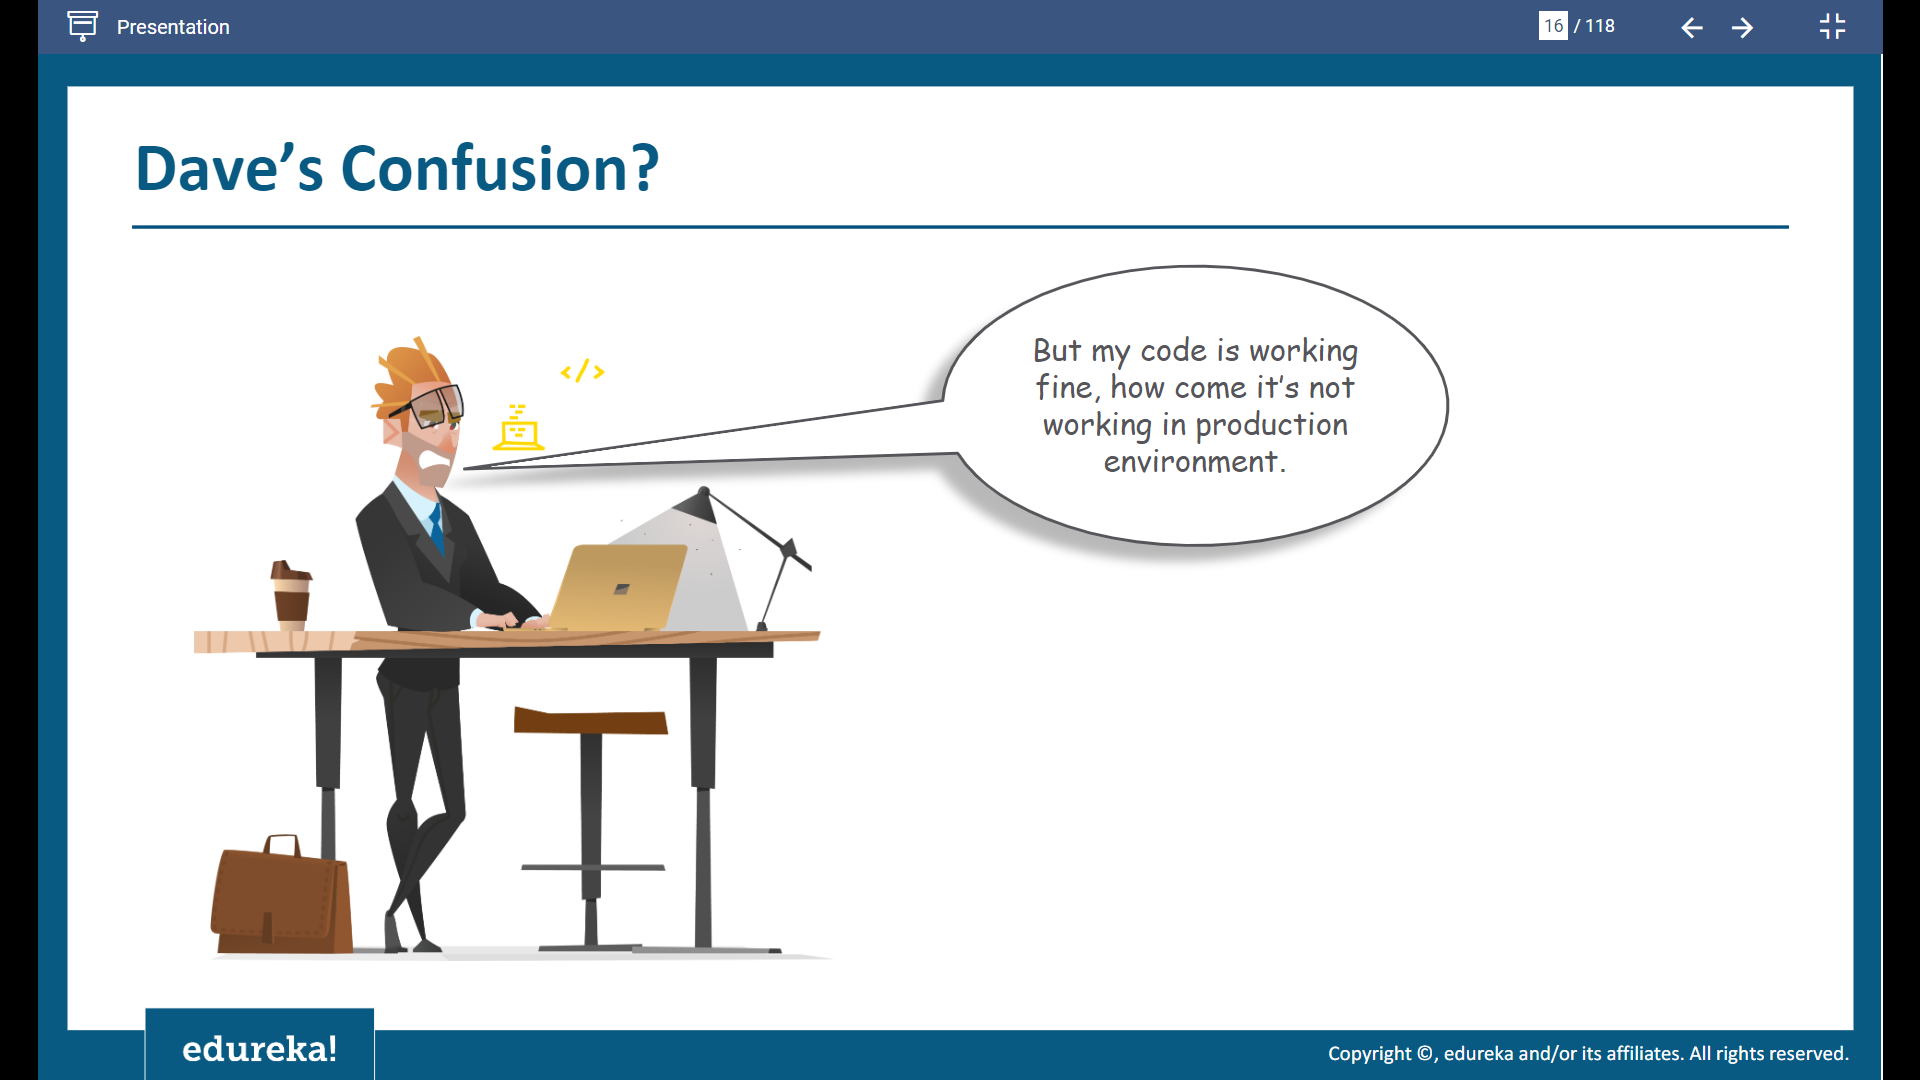 Presentation
16 / 118
Dave’s Confusion?
</>
But my code is working
fine, how come it’s not
working in production
environment.
edureka!
Copyright ©, edureka and/or its affiliates. All rights reserved.